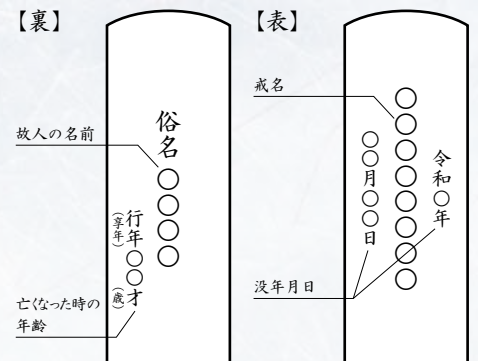 【表】
戒名
令和○年
○○○○○○○○
○○月○○日
没年月日
【裏】
故人の名前
俗名○○○○
行年○○才
(享年)
(歳)
亡くなった時の
年齢